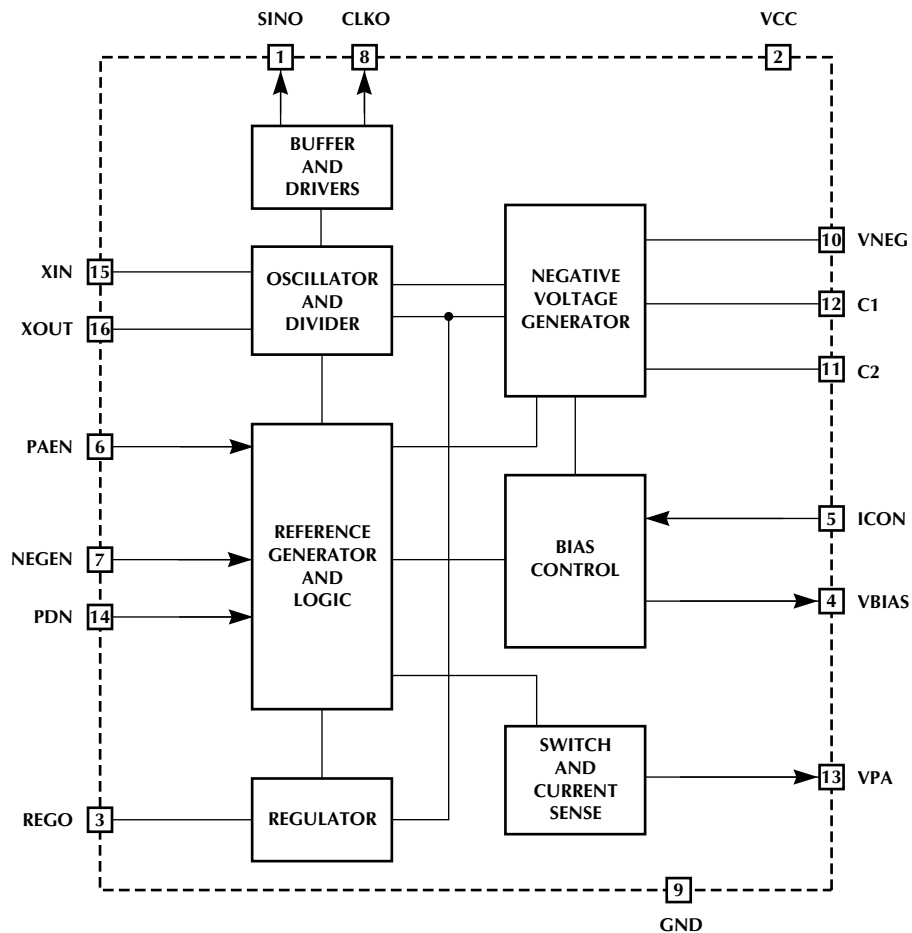 SINO CLKO VCC
1 8 2
BUFFER
AND
DRIVERS
XIN 15
XOUT 16
OSCILLATOR
AND
DIVIDER
NEGATIVE
VOLTAGE
GENERATOR
10 VNEG
12 C1
11 C2
PAEN 6
NEGEN 7
PDN 14
REFERENCE
GENERATOR
AND
LOGIC
BIAS
CONTROL
5 ICON
4 VBIAS
SWITCH
AND
CURRENT
SENSE
13 VPA
REGO 3
REGULATOR
9
GND